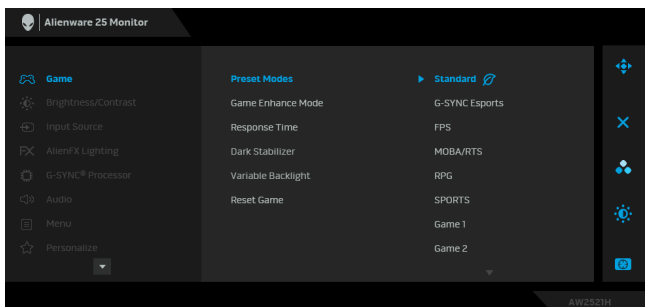 Alienware 25 Monitor
Game
Brightness/Contrast
Input Source
FX AlienFX Lighting
G-SYNC® Processor
Audio
Menu
Personalize
Preset Modes
Game Enhance Mode
Response Time
Dark Stabilizer
Variable Backlight
Reset Game
Standard
G-SYNC Esports
FPS
MOBA/RTS
RPG
SPORTS
Game 1
Game 2
AW2521H